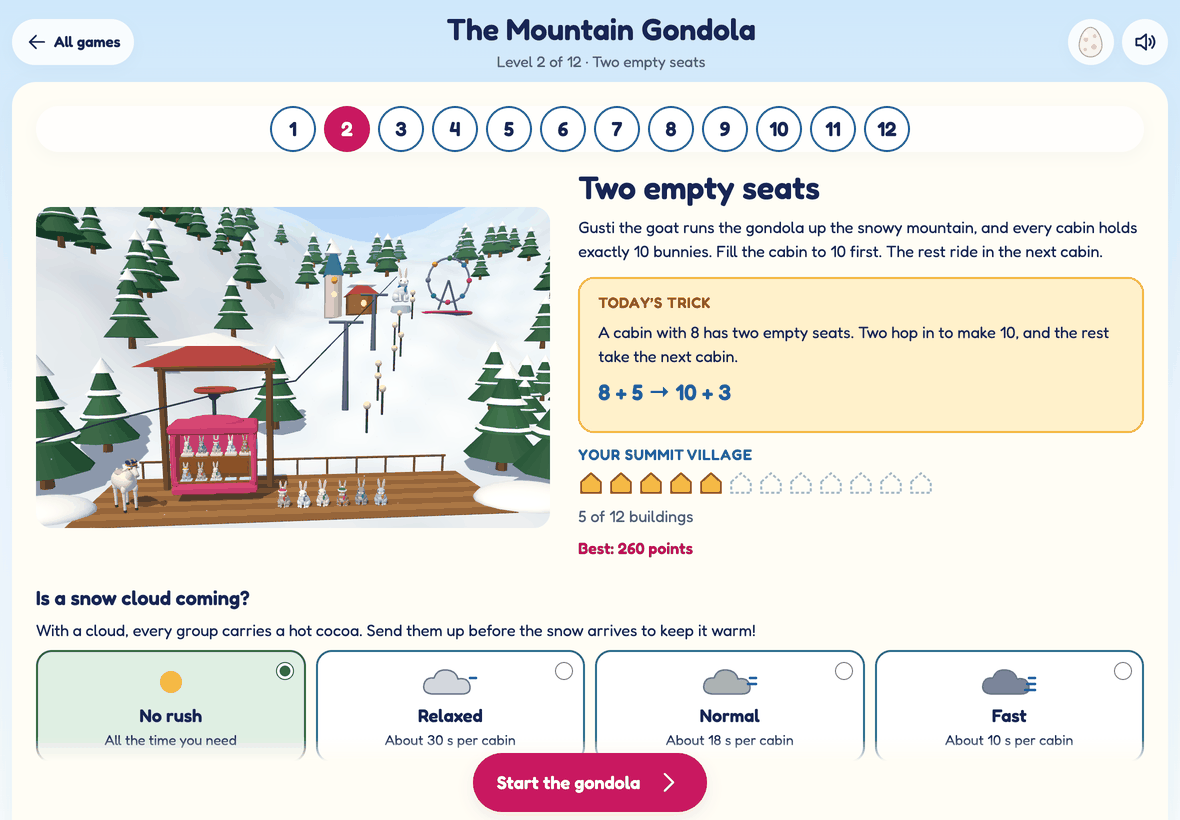 All games
The Mountain Gondola
Level 2 of 12 · Two empty seats
1 2 3 4 5 6 7 8 9 10 11 12
Two empty seats
Gusti the goat runs the gondola up the snowy mountain, and every cabin holds
exactly 10 bunnies. Fill the cabin to 10 first. The rest ride in the next cabin.
TODAY'S TRICK
A cabin with 8 has two empty seats. Two hop in to make 10, and the rest
take the next cabin.
8 + 5 → 10 + 3
YOUR SUMMIT VILLAGE
5 of 12 buildings
Best: 260 points
Is a snow cloud coming?
With a cloud, every group carries a hot cocoa. Send them up before the snow arrives to keep it warm!
No rush
All the time you need
Relaxed
About 30 s per cabin
Normal
About 18 s per cabin
Fast
About 10 s per cabin
Start the gondola